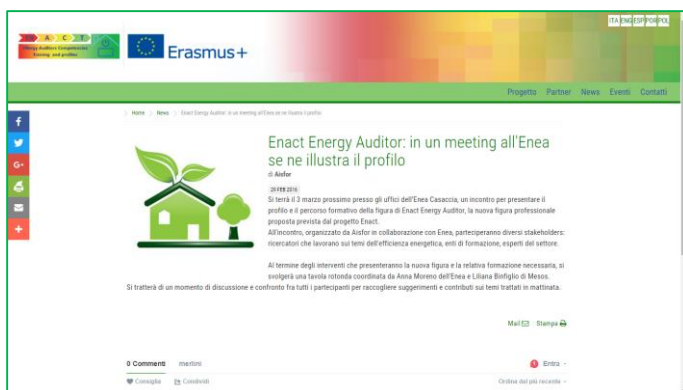 ITA ENG ESP POR POL
EN A C T
Energy Auditors Competences
training and profiles
Erasmus+
Progetto Partner News Eventi Contatti
Home News Enact Energy Auditor: in un meeting all'Enea se ne illustra il profilo
Enact Energy Auditor: in un meeting all'Enea
se ne illustra il profilo
di Aisfor
29 FEB 2016
Si terrà il 3 marzo prossimo presso gli uffici dell'Enea Casaccia, un incontro per presentare il
profilo e il percorso formativo della figura di Enact Energy Auditor, la nuova figura professionale
proposta prevista dal progetto Enact.
All'incontro, organizzato da Aisfor in collaborazione con Enea, parteciperanno diversi stakeholders:
ricercatori che lavorano sui temi dell'efficienza energetica, enti di formazione, esperti del settore.
Al termine degli interventi che presenteranno la nuova figura e la relativa formazione necessaria, si
svolgerà una tavola rotonda coordinata da Anna Moreno dell'Enea e Liliana Binfiglio di Mesos.
Si tratterà di un momento di discussione e confronto fra tutti i partecipanti per raccogliere suggerimenti e contributi sui temi trattati in mattinata.
Mail Stampa
0 Commenti mertini 1 Entra
Consiglia Condividi Ordina dal più recente